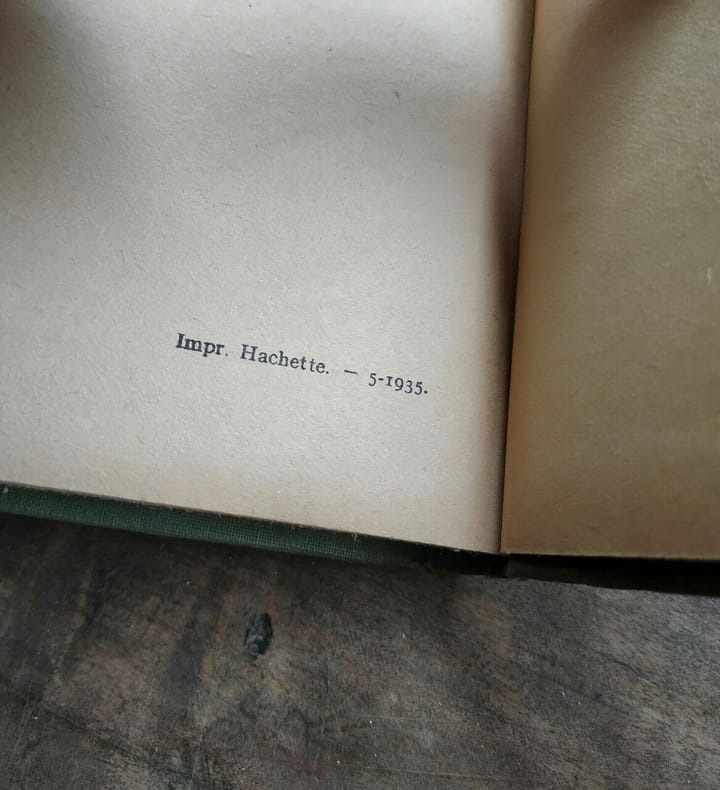 Impr. Hachette. — 5-1935.